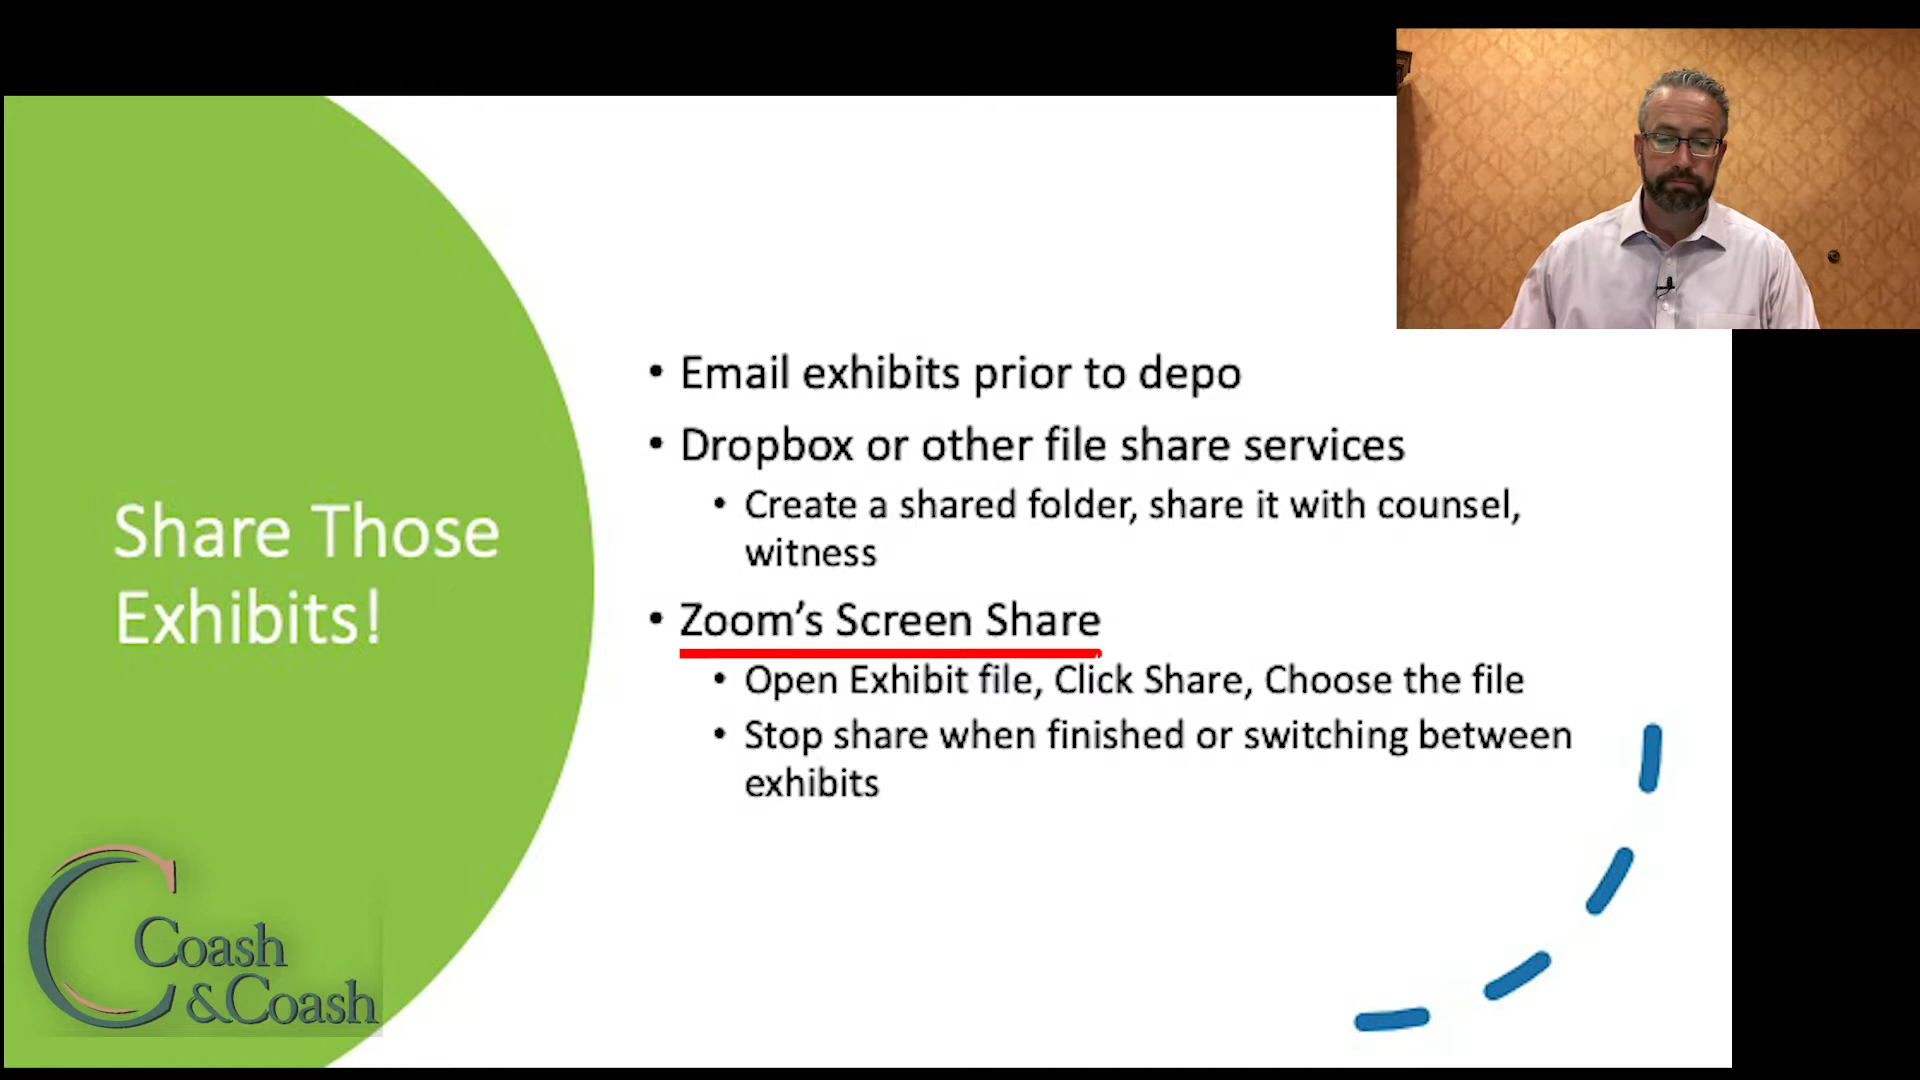 Share Those
Exhibits!
• Email exhibits prior to depo
• Dropbox or other file share services
• Create a shared folder, share it with counsel,
witness
• Zoom’s Screen Share
• Open Exhibit file, Click Share, Choose the file
• Stop share when finished or switching between
exhibits
Coash
&Coash